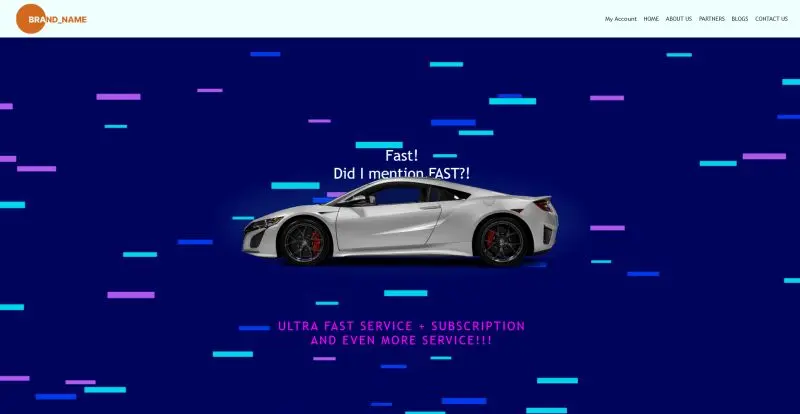 BRAND_NAME
My Account HOME ABOUT US PARTNERS BLOGS CONTACT US
Fast!
Did I mention FAST?!
ULTRA FAST SERVICE + SUBSCRIPTION
AND EVEN MORE SERVICE!!!